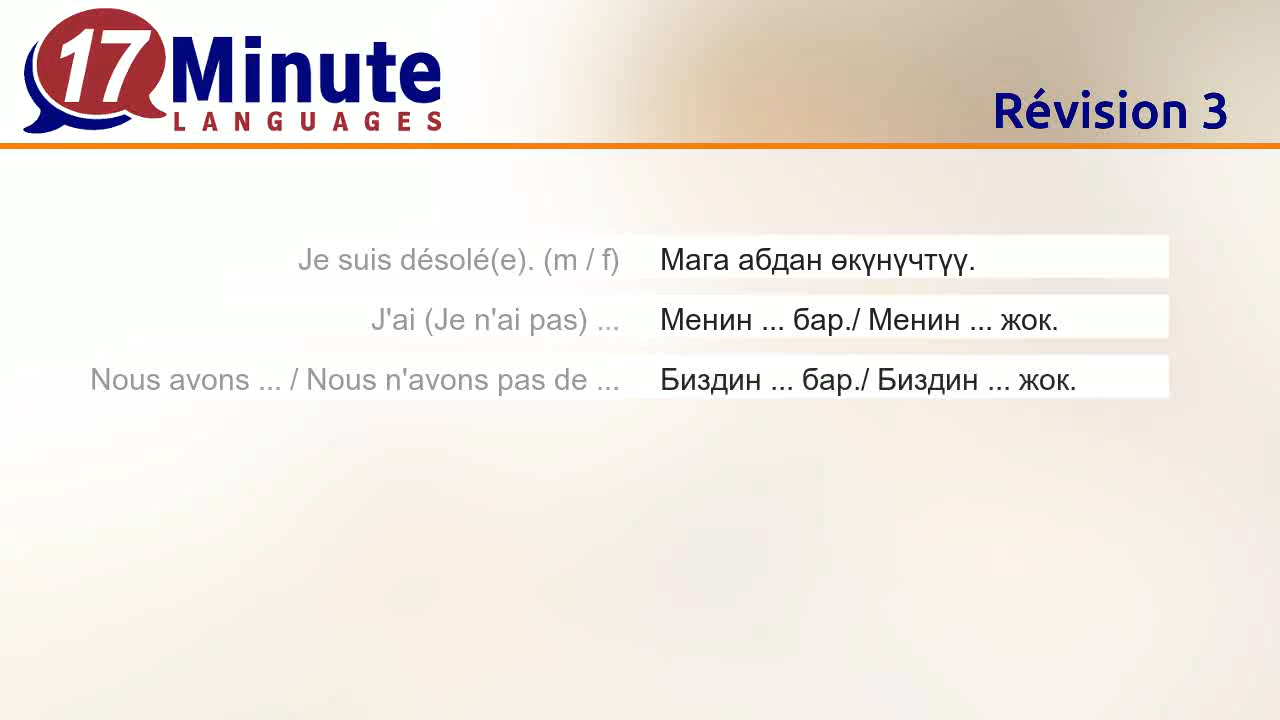 17 Minute
LANGUAGES
Révision 3
Je suis désolé(e). (m / f) Мага абдан өкүнүчтүү.
J'ai (Je n'ai pas) ... Менин ... бар./ Менин ... жок.
Nous avons ... / Nous n'avons pas de ... Биздин ... бар./ Биздин ... жок.